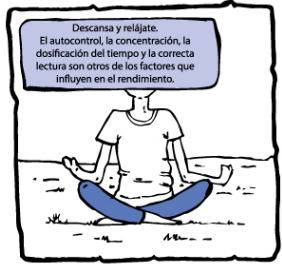 Descansa y relájate.
El autocontrol, la concentración, la
dosificación del tiempo y la correcta
lectura son otros de los factores que
influyen en el rendimiento.